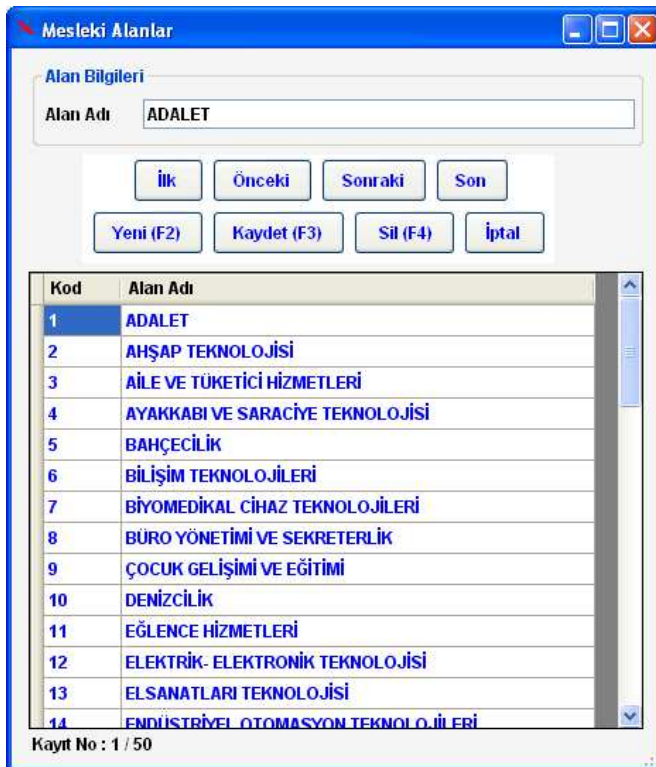 Mesleki Alanlar
Alan Bilgileri
Alan Adı ADALET
İlk Önceki Sonraki Son
Yeni (F2) Kaydet (F3) Sil (F4) İptal
Kod Alan Adı
1 ADALET
2 AHŞAP TEKNOLOJİSİ
3 AİLE VE TÜKETİCİ HİZMETLERİ
4 AYAKKABI VE SARACİYE TEKNOLOJİSİ
5 BAHÇECİLİK
6 BİLİŞİM TEKNOLOJİLERİ
7 BİYOMEDİKAL CİHAZ TEKNOLOJİLERİ
8 BÜRO YÖNETİMİ VE SEKRETERLİK
9 ÇOCUK GELİŞİMİ VE EĞİTİMİ
10 DENİZCİLİK
11 EĞLENCE HİZMETLERİ
12 ELEKTRİK- ELEKTRONİK TEKNOLOJİSİ
13 ELSANATLARI TEKNOLOJİSİ
14 ENDÜSTRİYEL OTOMASYON TEKNOLOJİLERİ
Kayıt No : 1 / 50